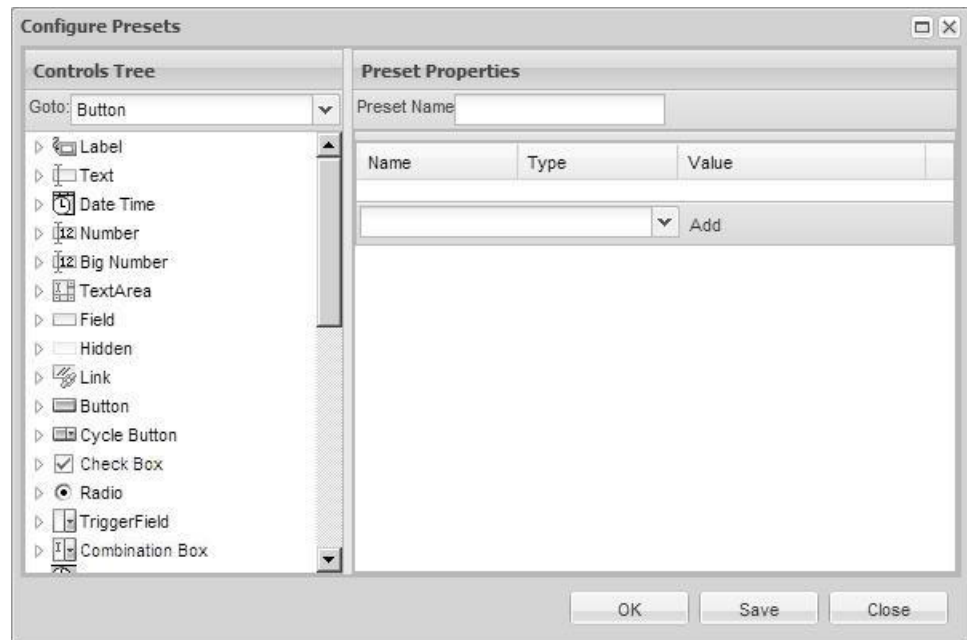 Configure Presets
Controls Tree
Preset Properties
Goto: Button
Preset Name
Label
Text
Date Time
Number
Big Number
TextArea
Field
Hidden
Link
Button
Cycle Button
Check Box
Radio
TriggerField
Combination Box
Name Type Value
Add
OK Save Close